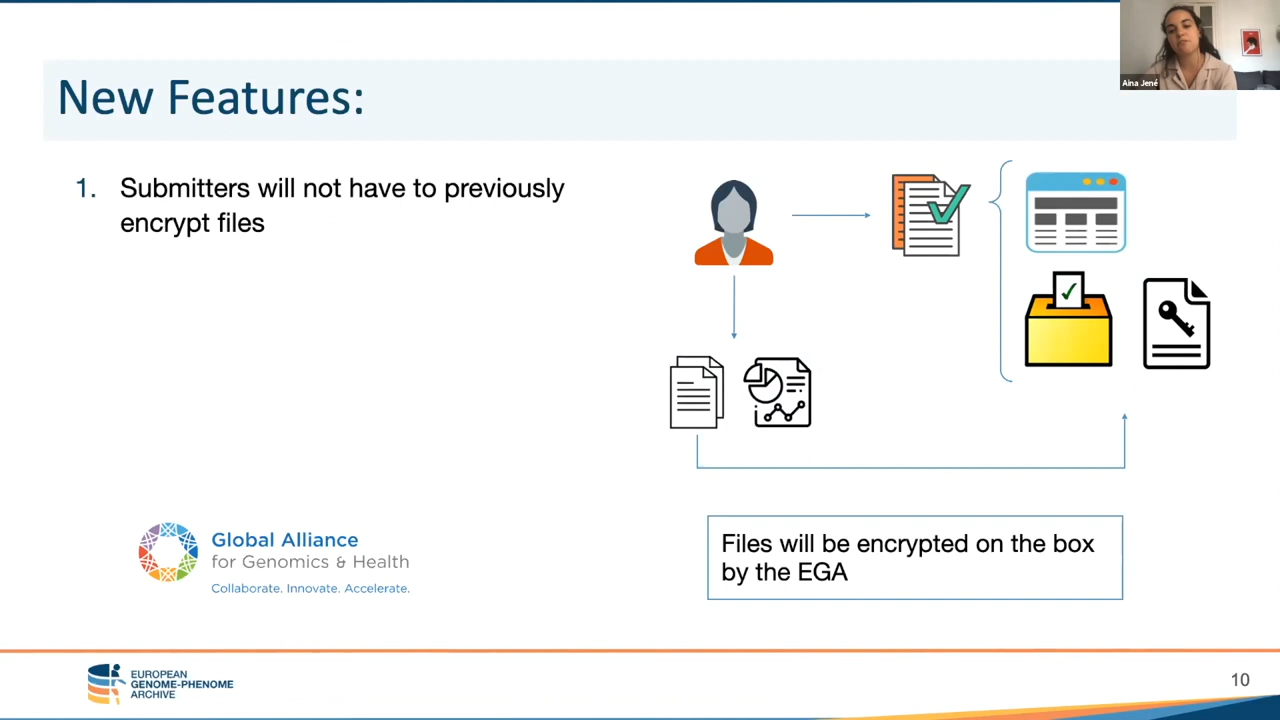 New Features:
Aina Jené
1. Submitters will not have to previously
encrypt files
Files will be encrypted on the box
by the EGA
Global Alliance
for Genomics & Health
Collaborate. Innovate. Accelerate.
EUROPEAN
GENOME-PHENOME
ARCHIVE
10